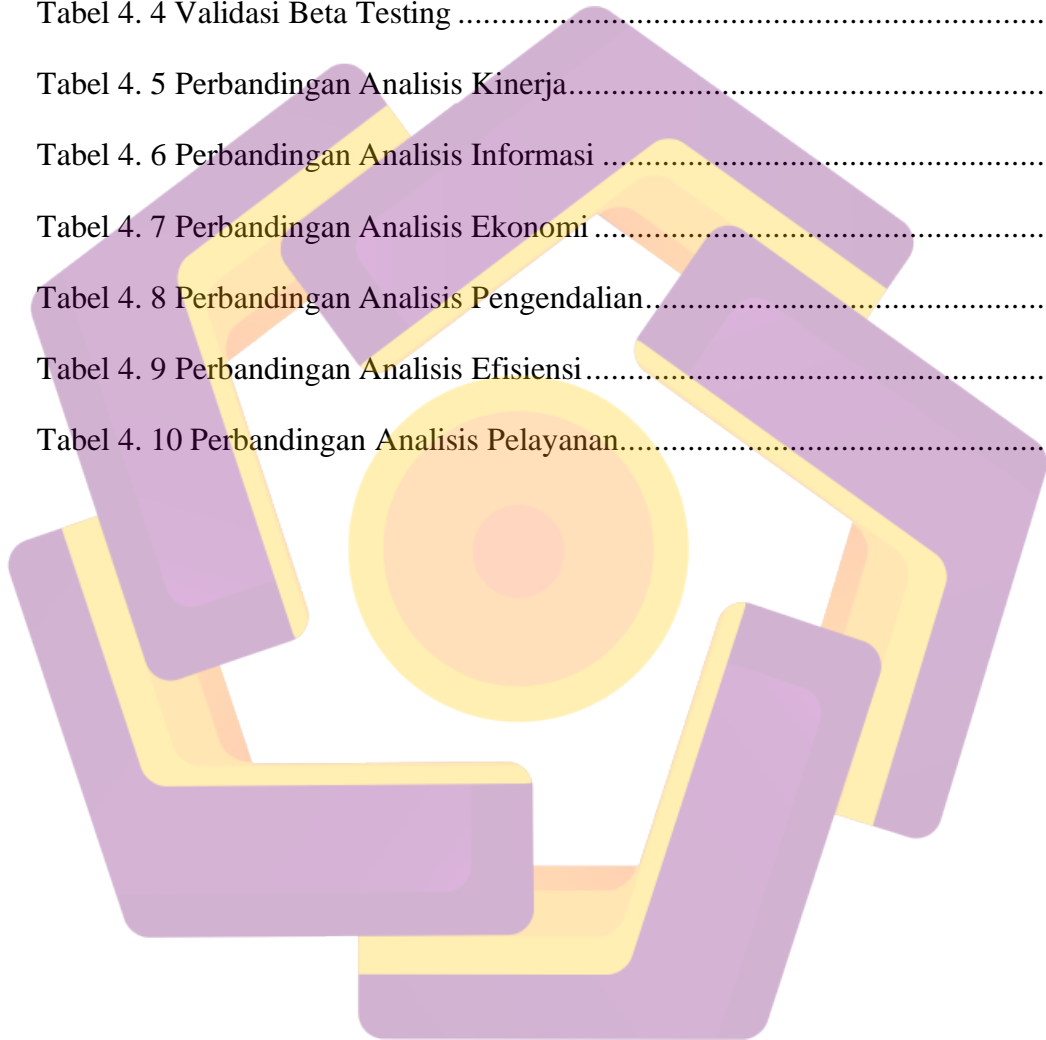 Tabel 4. 4 Validasi Beta Testing ..........................................................................
Tabel 4. 5 Perbandingan Analisis Kinerja............................................................
Tabel 4. 6 Perbandingan Analisis Informasi ........................................................
Tabel 4. 7 Perbandingan Analisis Ekonomi .........................................................
Tabel 4. 8 Perbandingan Analisis Pengendalian..................................................
Tabel 4. 9 Perbandingan Analisis Efisiensi..........................................................
Tabel 4. 10 Perbandingan Analisis Pelayanan.....................................................